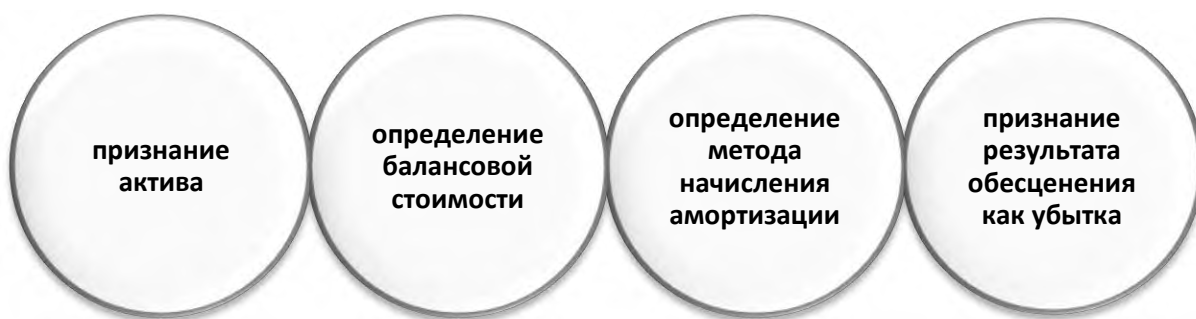 признание
актива
определение
балансовой
стоимости
определение
метода
начисления
амортизации
признание
результата
обесценения
как убытка